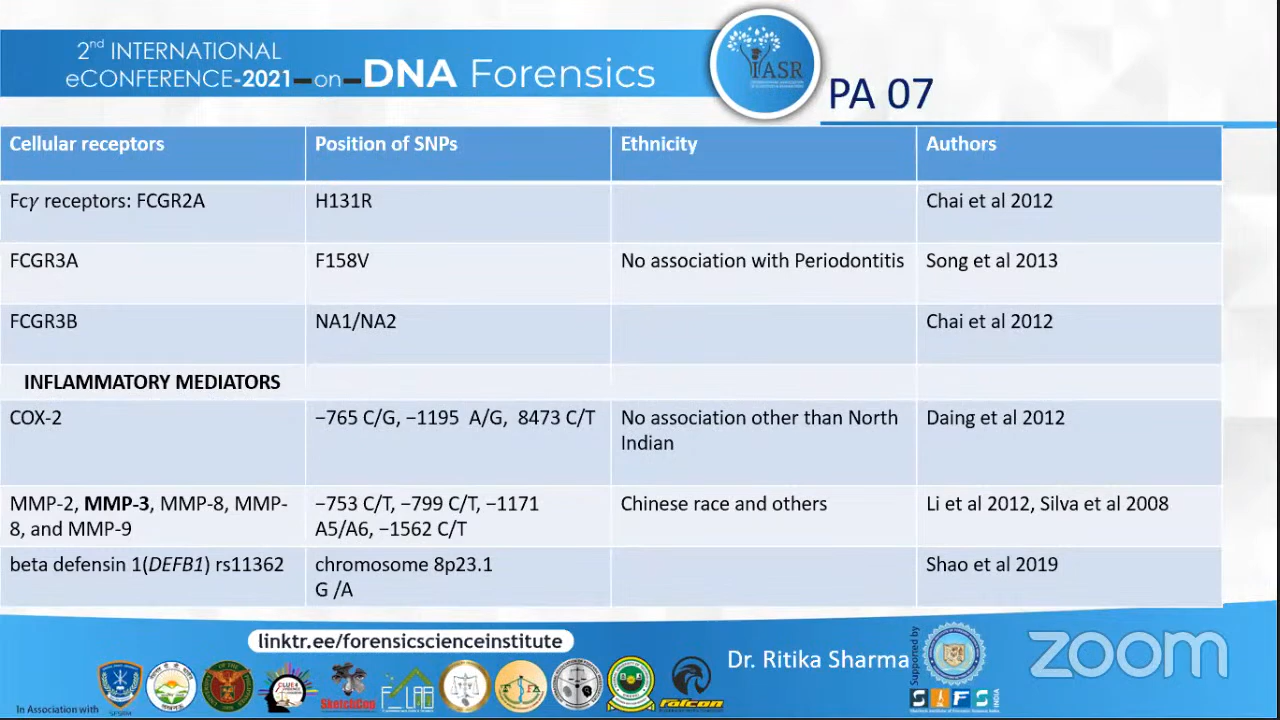 2nd INTERNATIONAL
eCONFERENCE-2021-on-DNA Forensics
IASR
PA 07
Cellular receptors
Position of SNPs
Ethnicity
Authors
Fcγ receptors: FCGR2A
H131R
Chai et al 2012
FCGR3A
F158V
No association with Periodontitis
Song et al 2013
FCGR3B
NA1/NA2
Chai et al 2012
INFLAMMATORY MEDIATORS
COX-2
−765 C/G, −1195 A/G, 8473 C/T
No association other than North
Indian
Daing et al 2012
MMP-2, MMP-3, MMP-8, MMP-
8, and MMP-9
−753 C/T, −799 C/T, −1171
A5/A6, −1562 C/T
Chinese race and others
Li et al 2012, Silva et al 2008
beta defensin 1(DEFB1) rs11362
chromosome 8p23.1
G /A
Shao et al 2019
linktr.ee/forensicscienceinstitute
In Association with
SketchCop
falcon
Dr. Ritika Sharma
Supported by
SIFS
INDIA
zoom